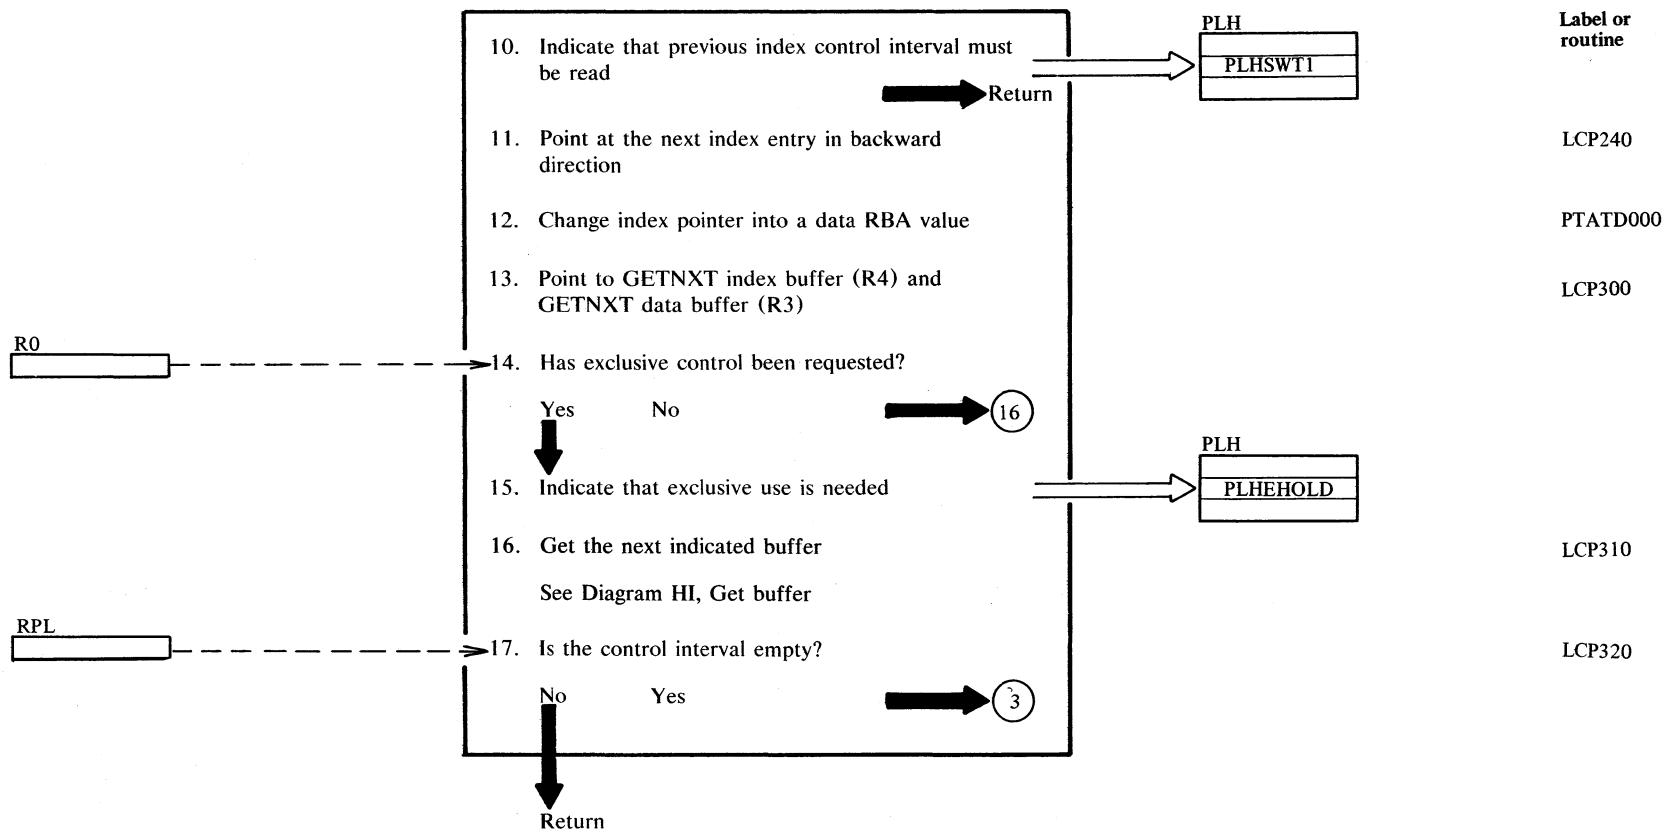 PLH
Label or
routine
10. Indicate that previous index control interval must
be read
PLHSWT1
Return
11. Point at the next index entry in backward
direction
LCP240
12. Change index pointer into a data RBA value
PTATD000
13. Point to GETNXT index buffer (R4) and
GETNXT data buffer (R3)
LCP300
R0
14. Has exclusive control been requested?
Yes No
16
PLH
15. Indicate that exclusive use is needed
PLHEHOLD
16. Get the next indicated buffer
LCP310
See Diagram HI, Get buffer
RPL
17. Is the control interval empty?
LCP320
No Yes
3
Return